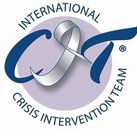 INTERNATIONAL
CIT®
CRISIS INTERVENTION TEAM